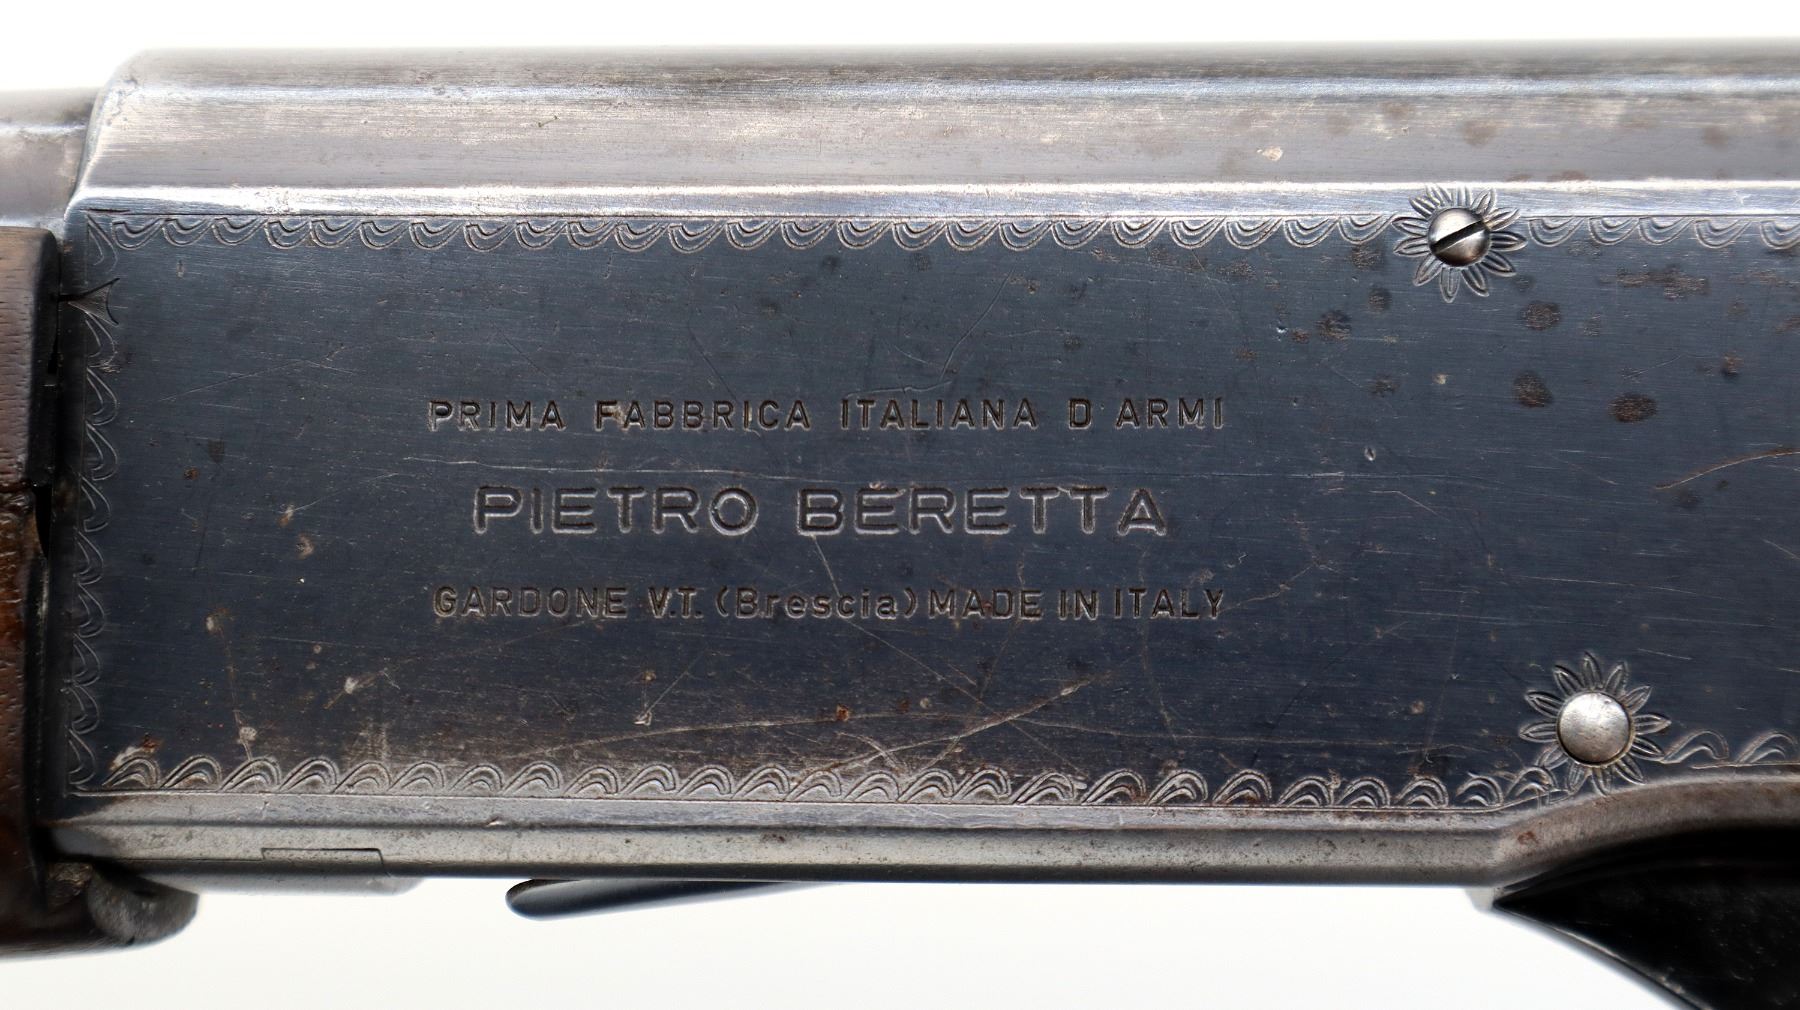 PRIMA FABBRICA ITALIANA D ARMI
PIETRO BERETTA
GARDONE V.T. (Brescia) MADE IN ITALY